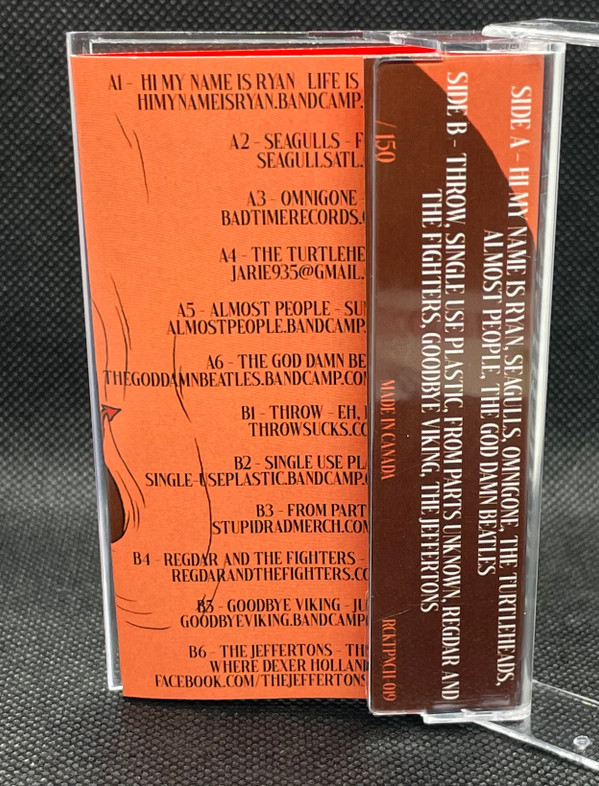 A1 - HI MY NAME IS RYAN LIFE IS
HIMYNAMEISRYAN.BANDCAMP.
A2 - SEAGULLS - F
SEAGULLSATL.
A3 - OMNIGONE -
BADTIMERECORDS.
A4 - THE TURTLEHE
JARIE935@GMAIL.
A5 - ALMOST PEOPLE - SU
ALMOSTPEOPLE.BANDCAMP.
A6 - THE GOD DAMN BE
THEGODDAMNBEATLES.BANDCAMP.CO
B1 - THROW - EH,
THROWSUCKS.CO
B2 - SINGLE USE PLA
SINGLE-USEPLASTIC.BANDCAMP.
B3 - FROM PART
STUPIDRADMERCH.COM
B4 - REGDAR AND THE FIGHTERS -
REGDARANDTHEFIGHTERS.CO
B5 - GOODBYE VIKING - JU
GOODBYEVIKING.BANDCAMP
B6 - THE JEFFERTONS - TH
WHERE DEXER HOLLAND
FACEBOOK.COM/THEJEFFERTONS
SIDE A - HI MY NAME IS RYAN, SEAGULLS, OMNIGONE, THE TURTLEHEADS,
ALMOST PEOPLE, THE GOD DAMN BEATLES
SIDE B - THROW, SINGLE USE PLASTIC, FROM PARTS UNKNOWN, REGDAR AND
THE FIGHTERS, GOODBYE VIKING, THE JEFFERTONS
/ 150
MADE IN CANADA
RCKTPNCH 019